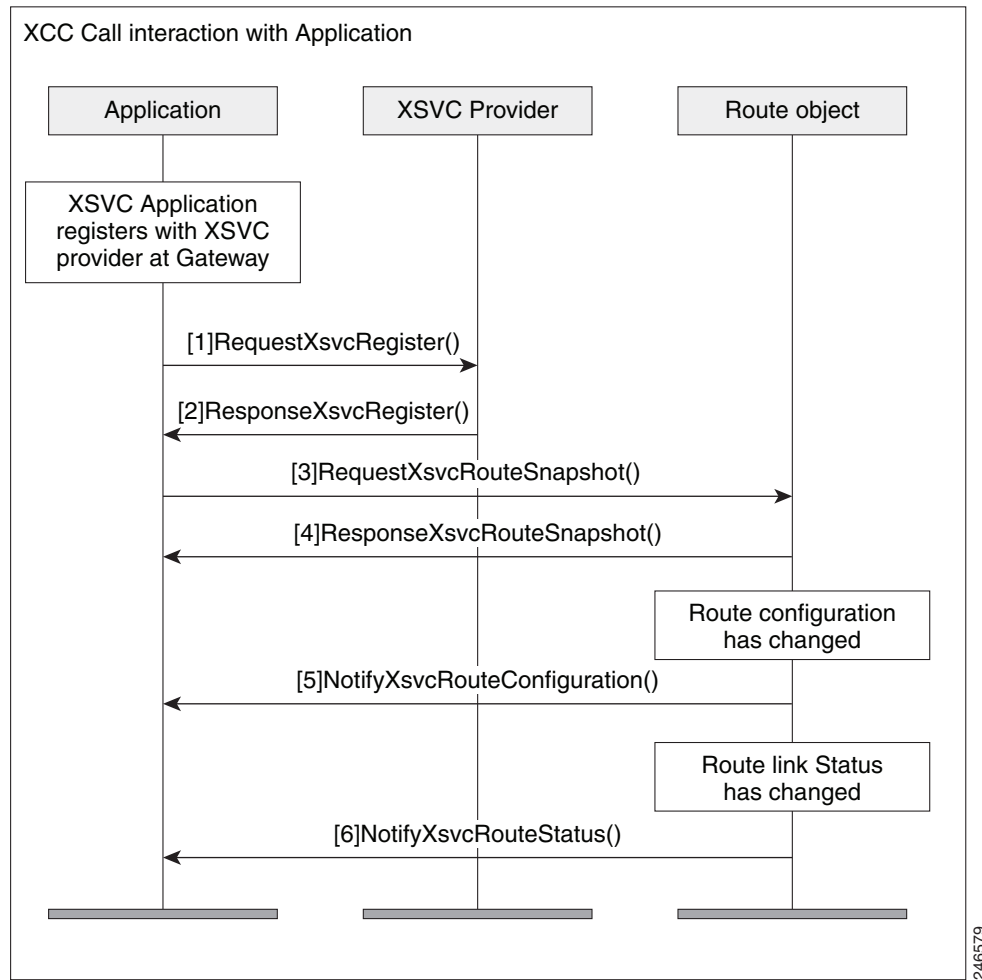 XCC Call interaction with Application
Application
XSVC Provider
Route object
XSVC Application
registers with XSVC
provider at Gateway
[1]RequestXsvcRegister()
[2]ResponseXsvcRegister()
[3]RequestXsvcRouteSnapshot()
[4]ResponseXsvcRouteSnapshot()
Route configuration
has changed
[5]NotifyXsvcRouteConfiguration()
Route link Status
has changed
[6]NotifyXsvcRouteStatus()
246579